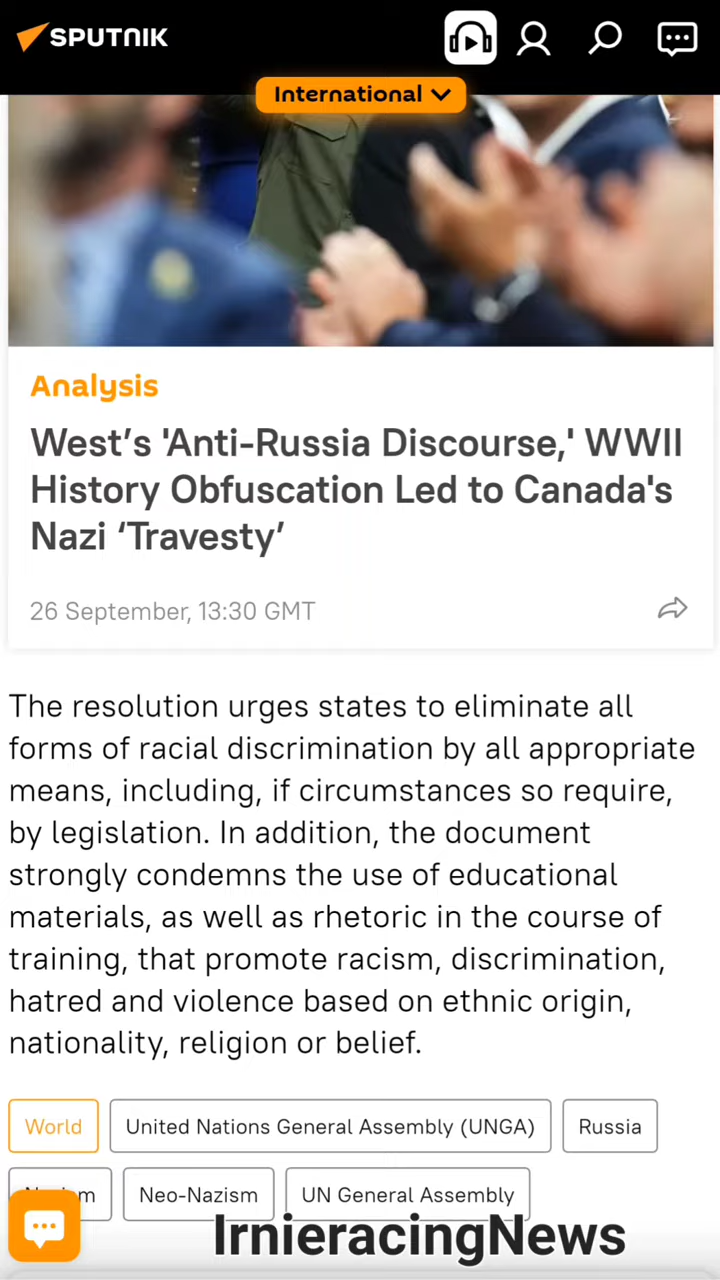 SPUTNIK
International
Analysis
West’s 'Anti-Russia Discourse,' WWII
History Obfuscation Led to Canada's
Nazi ‘Travesty’
26 September, 13:30 GMT
The resolution urges states to eliminate all
forms of racial discrimination by all appropriate
means, including, if circumstances so require,
by legislation. In addition, the document
strongly condemns the use of educational
materials, as well as rhetoric in the course of
training, that promote racism, discrimination,
hatred and violence based on ethnic origin,
nationality, religion or belief.
World United Nations General Assembly (UNGA) Russia
Neo-Nazism UN General Assembly
IrnieracingNews